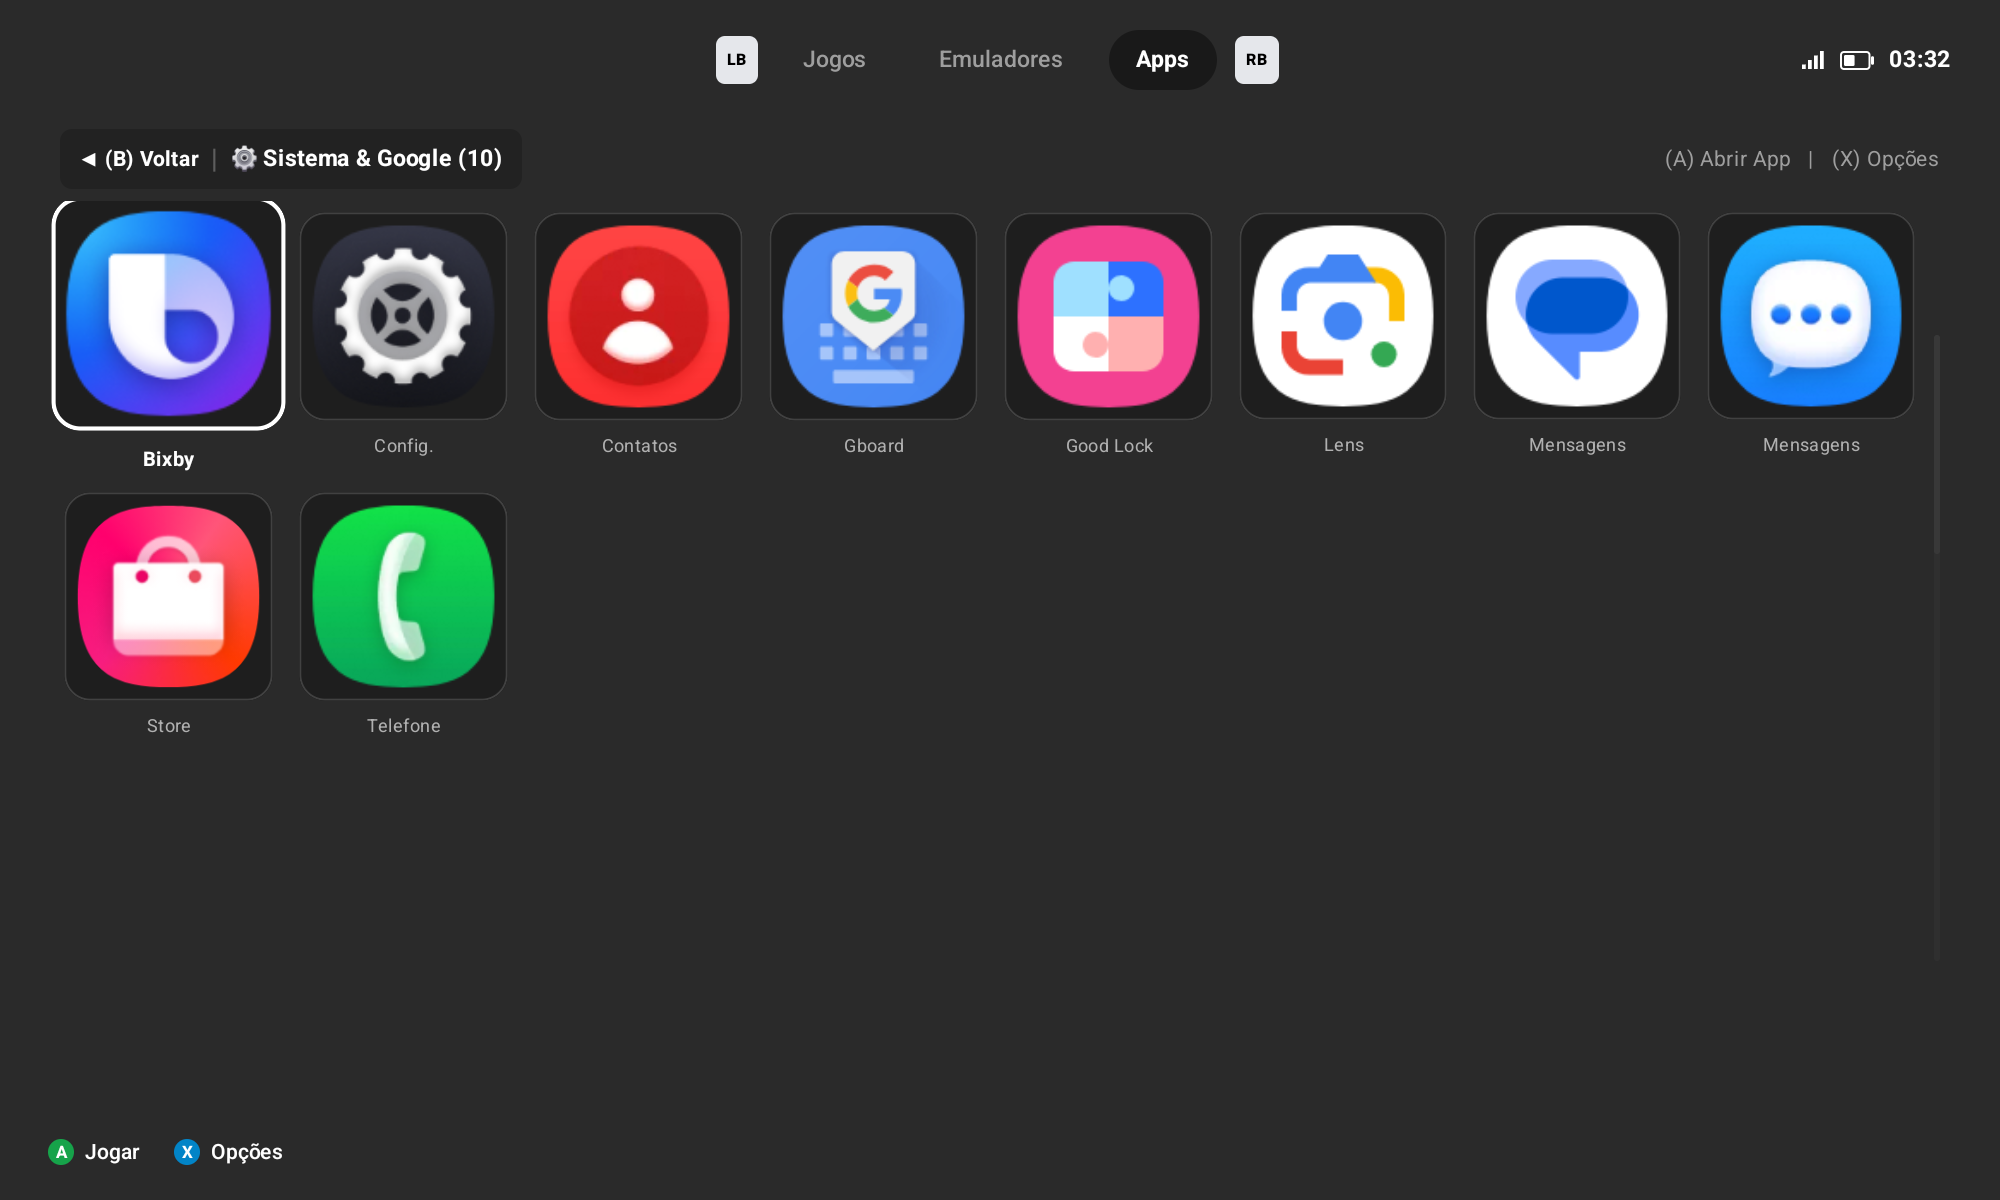 LB Jogos Emuladores Apps RB 03:32
◄ (B) Voltar | ⚙️ Sistema & Google (10) (A) Abrir App | (X) Opções
Bixby Config. Contatos Gboard Good Lock Lens Mensagens Mensagens
Store Telefone
A Jogar X Opções